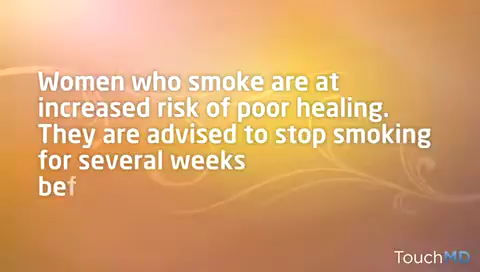 Women who smoke are at
increased risk of poor healing.
They are advised to stop smoking
for several weeks
bef
TouchMD